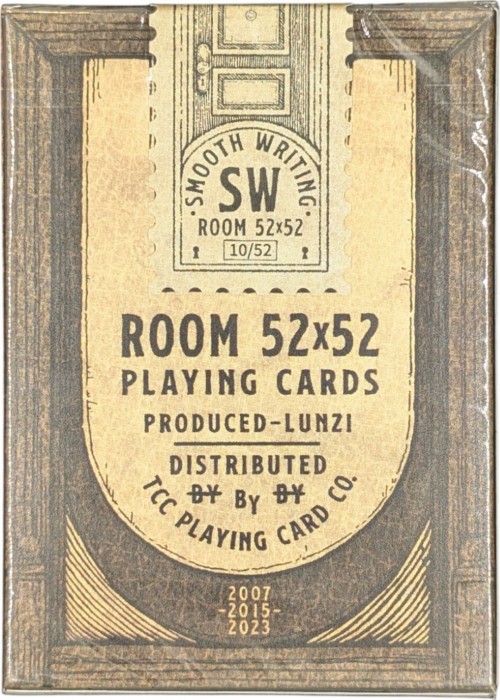 SMOOTH WRITING
SW
ROOM 52x52
10/52
ROOM 52x52
PLAYING CARDS
PRODUCED-LUNZI
DISTRIBUTED
BY By BY
TCC PLAYING CARD CO.
2007
-2015-
2023